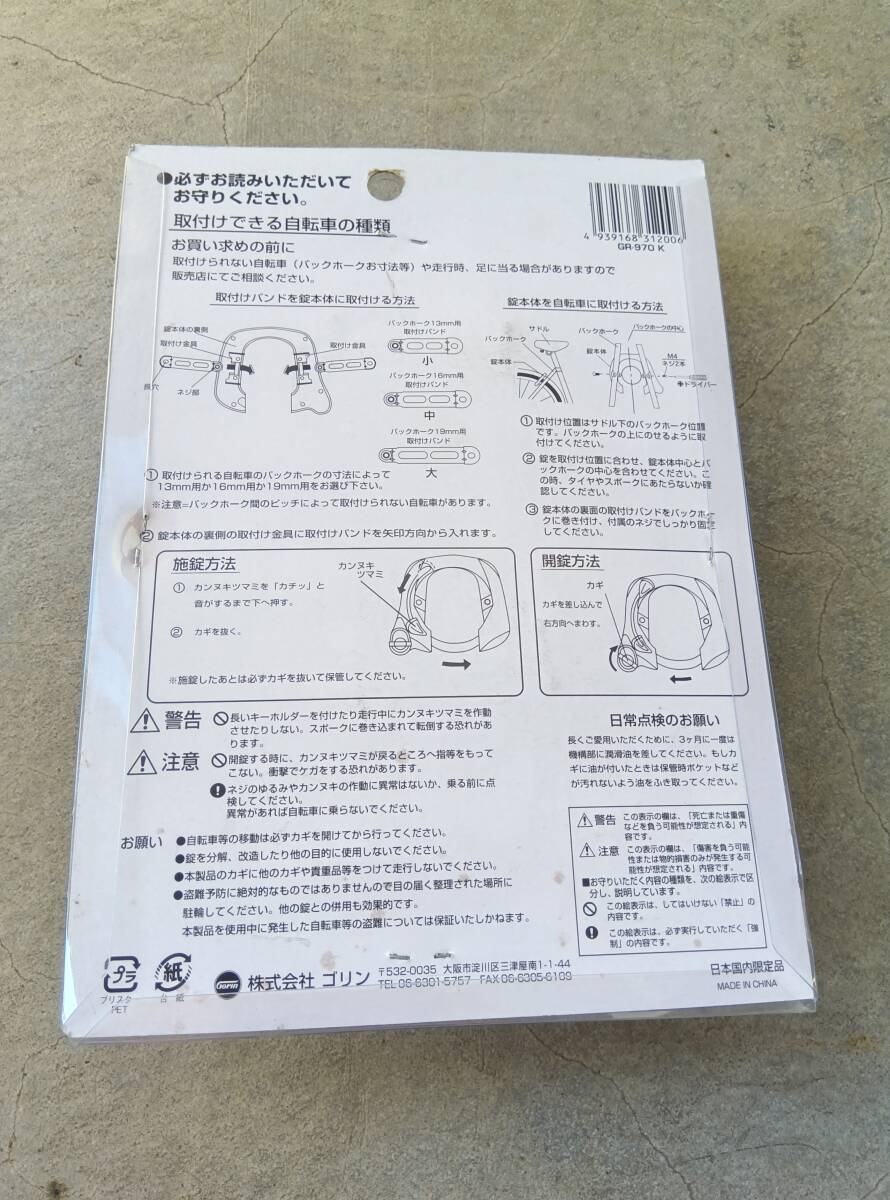 ●必ずお読みいただいて
お守りください。
取付けできる自転車の種類
お買い求めの前に
取付けられない自転車（バックホークお寸法等）や走行時、足に当る場合がありますので
販売店にてご相談ください。
4 939168 312006
GR-970 K
取付けバンドを錠本体に取付ける方法
錠本体の裏側
取付け金具
取付け金具
長穴
ネジ部
バックホーク13mm用
取付けバンド
小
バックホーク16mm用
取付けバンド
中
バックホーク19mm用
取付けバンド
大
① 取付けられる自転車のバックホークの寸法によって
13mm用か16mm用か19mm用をお選び下さい。
※注意=バックホーク間のピッチによって取付けられない自転車があります。
② 錠本体の裏側の取付け金具に取付けバンドを矢印方向から入れます。
錠本体を自転車に取付ける方法
サドル
バックホーク
錠本体
バックホーク
バックホークの中心
錠本体
M4
ネジ2本
ドライバー
① 取付け位置はサドル下のバックホーク位置
です。バックホークの上にのせるように取
付けてください。
② 錠を取付け位置に合わせ、錠本体中心とバ
ックホークの中心を合わせてください。こ
の時、タイヤやスポークにあたらないか確
認してください。
③ 錠本体の裏面の取付けバンドをバックホー
クに巻き付け、付属のネジでしっかり固定
してください。
施錠方法
① カンヌキツマミを「カチッ」と
音がするまで下へ押す。
② カギを抜く。
カンヌキ
ツマミ
※施錠したあとは必ずカギを抜いて保管してください。
開錠方法
カギ
カギを差し込んで
右方向へまわす。
警告
長いキーホルダーを付けたり走行中にカンヌキツマミを作動
させたりしない。スポークに巻き込まれて転倒する恐れがあ
ります。
注意
開錠する時に、カンヌキツマミが戻るところへ指等をもって
こない。衝撃でケガをする恐れがあります。
ネジのゆるみやカンヌキの作動に異常はないか、乗る前に点
検してください。
異常があれば自転車に乗らないでください。
お願い
●自転車等の移動は必ずカギを開けてから行ってください。
●錠を分解、改造したり他の目的に使用しないでください。
●本製品のカギに他のカギや貴重品等をつけて走行しないでください。
●盗難予防に絶対的なものではありませんので目の届く整理された場所に
駐輪してください。他の錠との併用も効果的です。
本製品を使用中に発生した自転車等の盗難については保証いたしかねます。
日常点検のお願い
長くご愛用いただくために、3ヶ月に一度は
機構部に潤滑油を差してください。もしカ
ギに油が付いたときは保管時ポケットなど
が汚れないよう油をふき取ってください。
警告 この表示の欄は、「死亡または重傷
などを負う可能性が想定される」内
容です。
注意 この表示の欄は、「傷害を負う可能
性または物的損害のみが発生する可
能性が想定される」内容です。
■お守りいただく内容の種類を、次の絵表示で区
分し、説明しています。
この絵表示は、してはいけない「禁止」の
内容です。
この絵表示は、必ず実行していただく「強
制」の内容です。
プラ
ブリスター
PET
紙
台紙
GORIN
株式会社 ゴリン
〒532-0035 大阪市淀川区三津屋南1-1-44
TEL 06-6301-5757 FAX 06-6305-6109
日本国内限定品
MADE IN CHINA